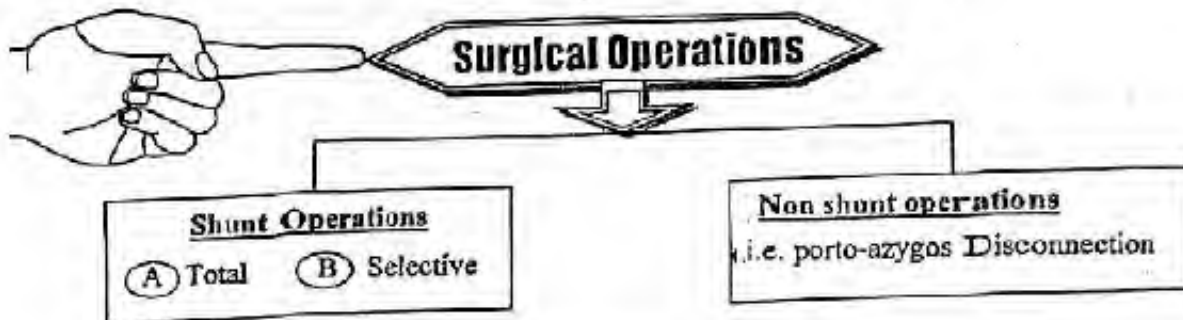 Surgical Operations
Shunt Operations
A Total B Selective
Non shunt operations
i.e. porto-azygos Disconnection